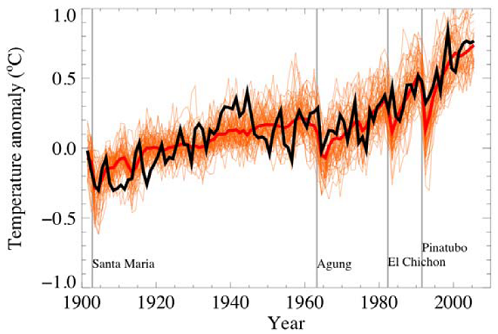 1.0
0.5
0.0
−0.5
−1.0
Temperature anomaly (°C)
Santa Maria
Agung
El Chichon
Pinatubo
1900 1920 1940 1960 1980 2000
Year